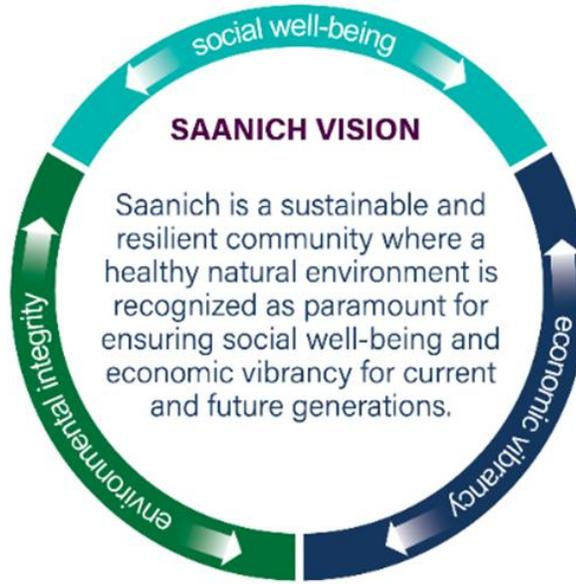 social well-being
SAANICH VISION
Saanich is a sustainable and
resilient community where a
healthy natural environment is
recognized as paramount for
ensuring social well-being and
economic vibrancy for current
and future generations.
environmental integrity
economic vibrancy